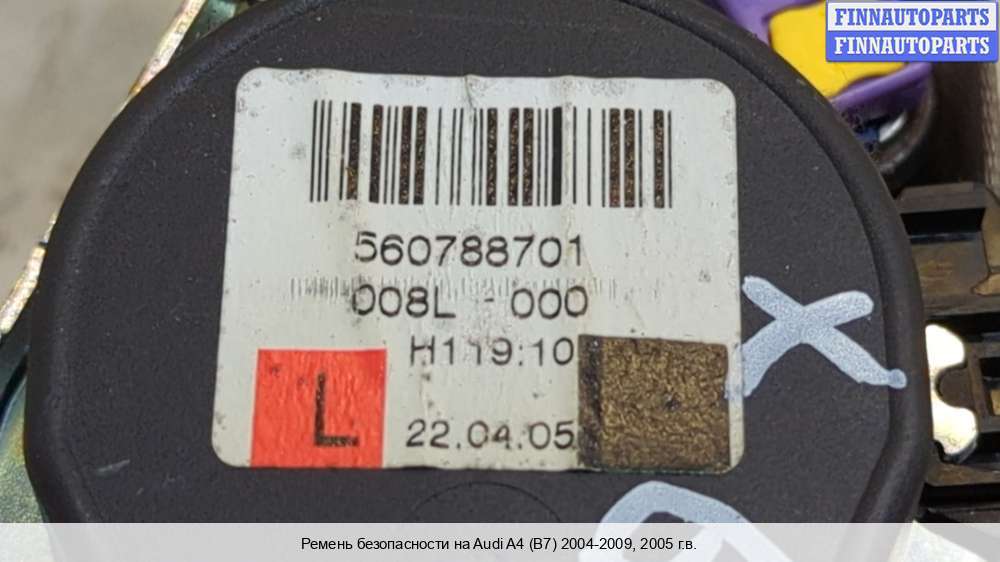 FINNAUTOPARTS
FINNAUTOPARTS
560788701
008L - 000
H119:10
L
22.04.05
X
Ремень безопасности на Audi A4 (B7) 2004-2009, 2005 г.в.